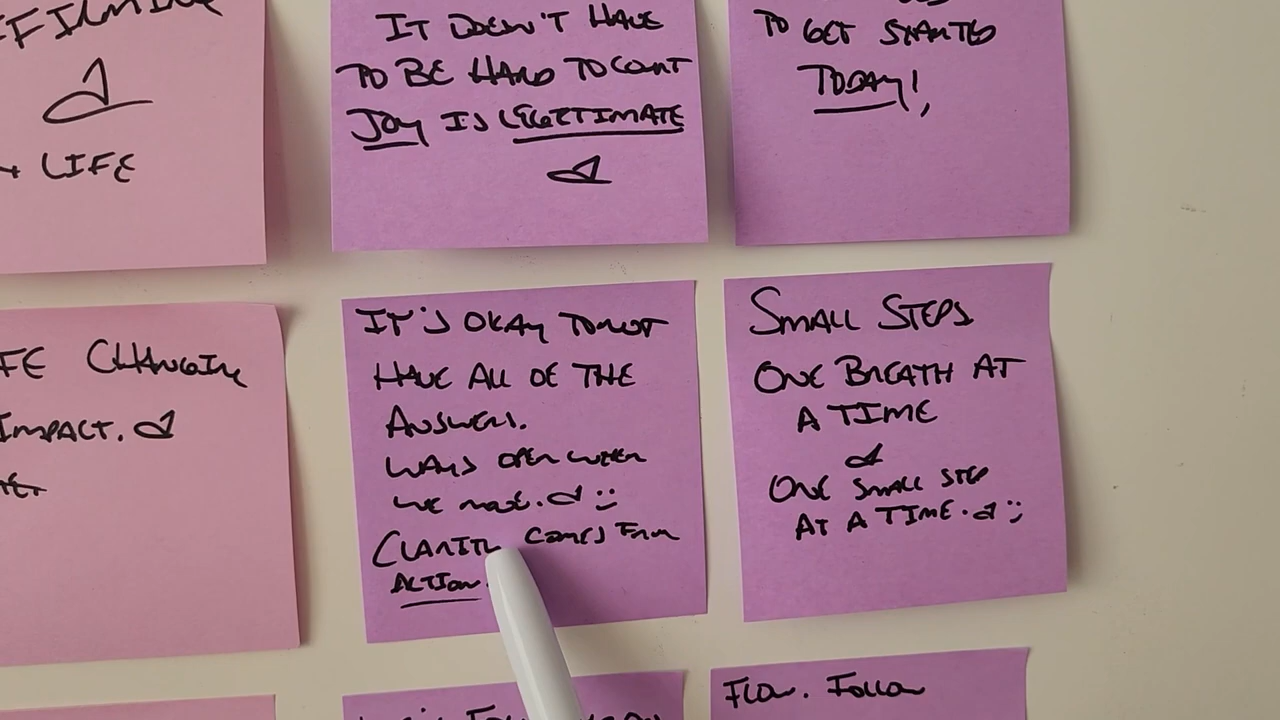 + LIFE
IT DOESN'T HAVE
TO BE HARD TO COUNT
JOY IS LEGITIMATE
TO GET STARTED
TODAY!
FE CHANGING
IMPACT.
IT'S OKAY TO NOT
HAVE ALL OF THE
ANSWERS.
WAYS OPEN WHEN
WE MOVE. :)
CLARITY COMES FROM
ACTION.
SMALL STEPS
ONE BREATH AT
A TIME
&
ONE SMALL STEP
AT A TIME. :)
FLOW. FOLLOW